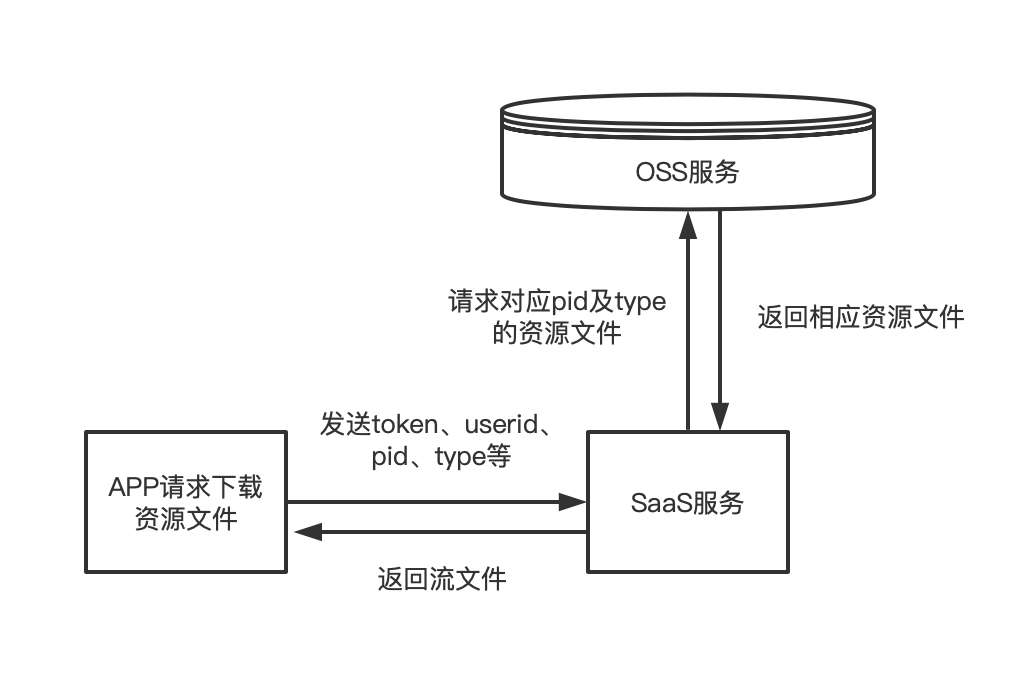 OSS服务
请求对应pid及type
的资源文件
返回相应资源文件
发送token、userid、
pid、type等
APP请求下载
资源文件
SaaS服务
返回流文件